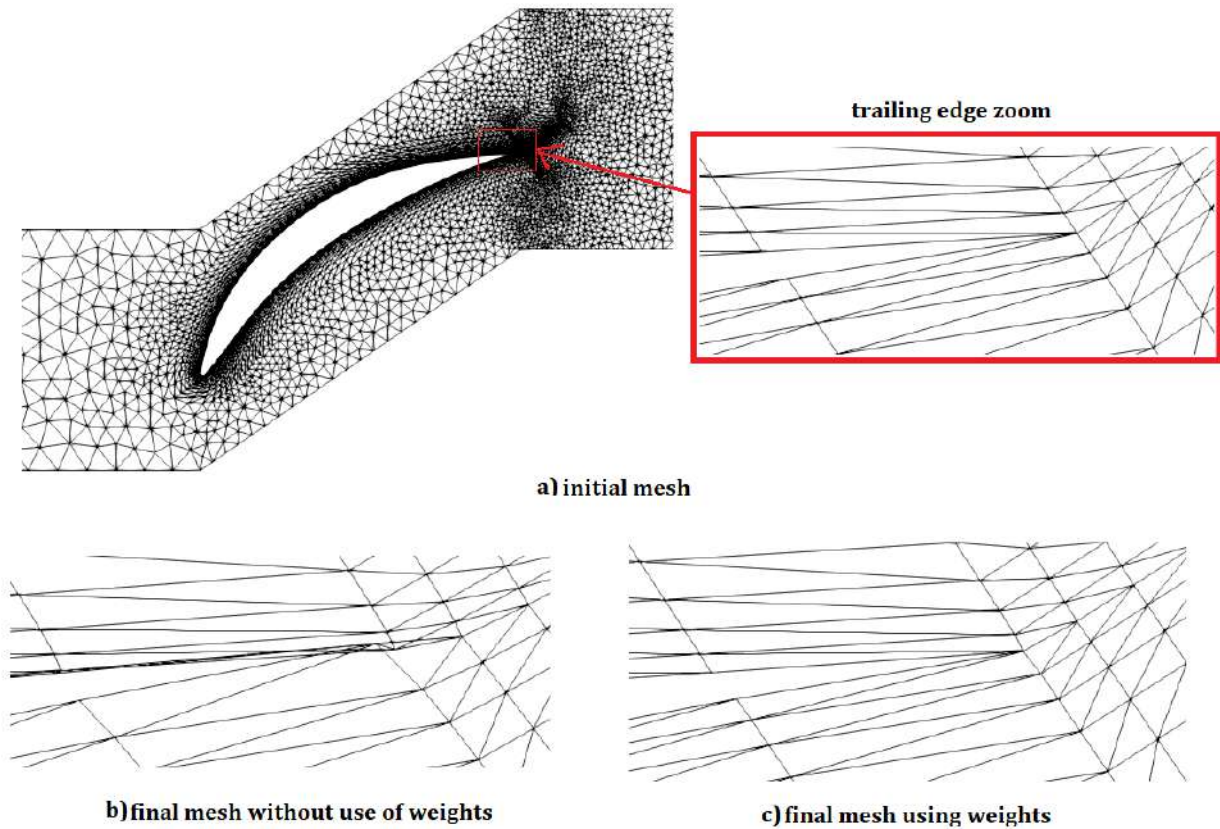 trailing edge zoom
a) initial mesh
b) final mesh without use of weights
c) final mesh using weights